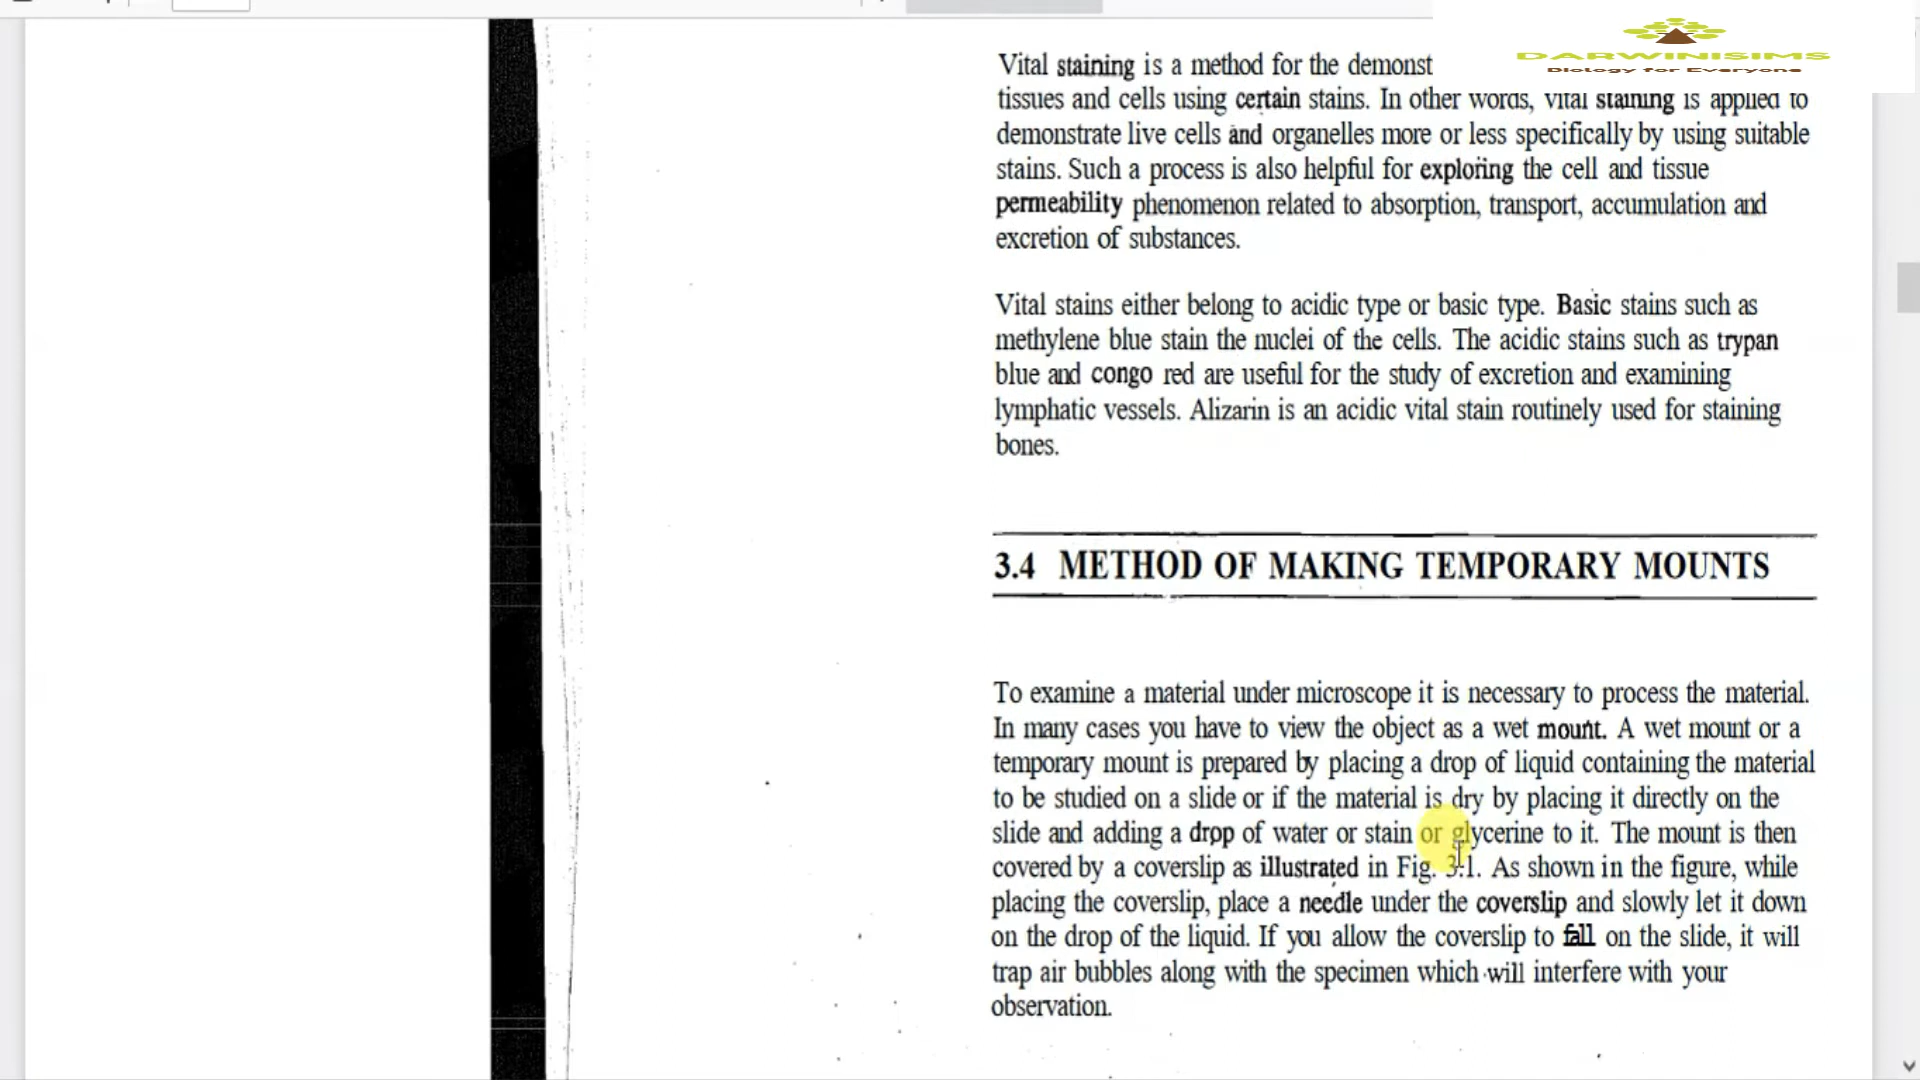 DARWINISIMS
Biology for Everyone
Vital staining is a method for the demonst
tissues and cells using certain stains. In other words, vital staining is applied to
demonstrate live cells and organelles more or less specifically by using suitable
stains. Such a process is also helpful for exploring the cell and tissue
permeability phenomenon related to absorption, transport, accumulation and
excretion of substances.
Vital stains either belong to acidic type or basic type. Basic stains such as
methylene blue stain the nuclei of the cells. The acidic stains such as trypan
blue and congo red are useful for the study of excretion and examining
lymphatic vessels. Alizarin is an acidic vital stain routinely used for staining
bones.
3.4 METHOD OF MAKING TEMPORARY MOUNTS
To examine a material under microscope it is necessary to process the material.
In many cases you have to view the object as a wet mount. A wet mount or a
temporary mount is prepared by placing a drop of liquid containing the material
to be studied on a slide or if the material is dry by placing it directly on the
slide and adding a drop of water or stain or glycerine to it. The mount is then
covered by a coverslip as illustrated in Fig. 3.1. As shown in the figure, while
placing the coverslip, place a needle under the coverslip and slowly let it down
on the drop of the liquid. If you allow the coverslip to fall on the slide, it will
trap air bubbles along with the specimen which will interfere with your
observation.